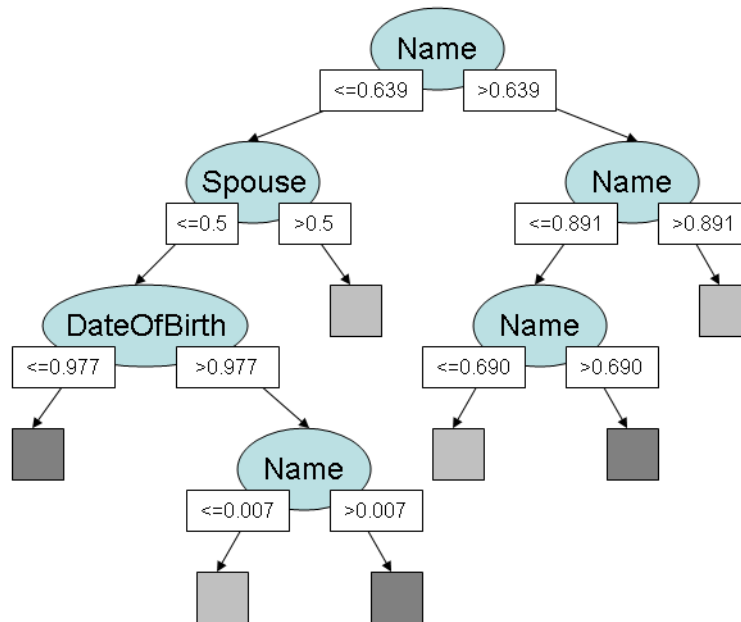 Name
<=0.639 >0.639
Spouse Name
<=0.5 >0.5 <=0.891 >0.891
DateOfBirth Name
<=0.977 >0.977 <=0.690 >0.690
Name
<=0.007 >0.007